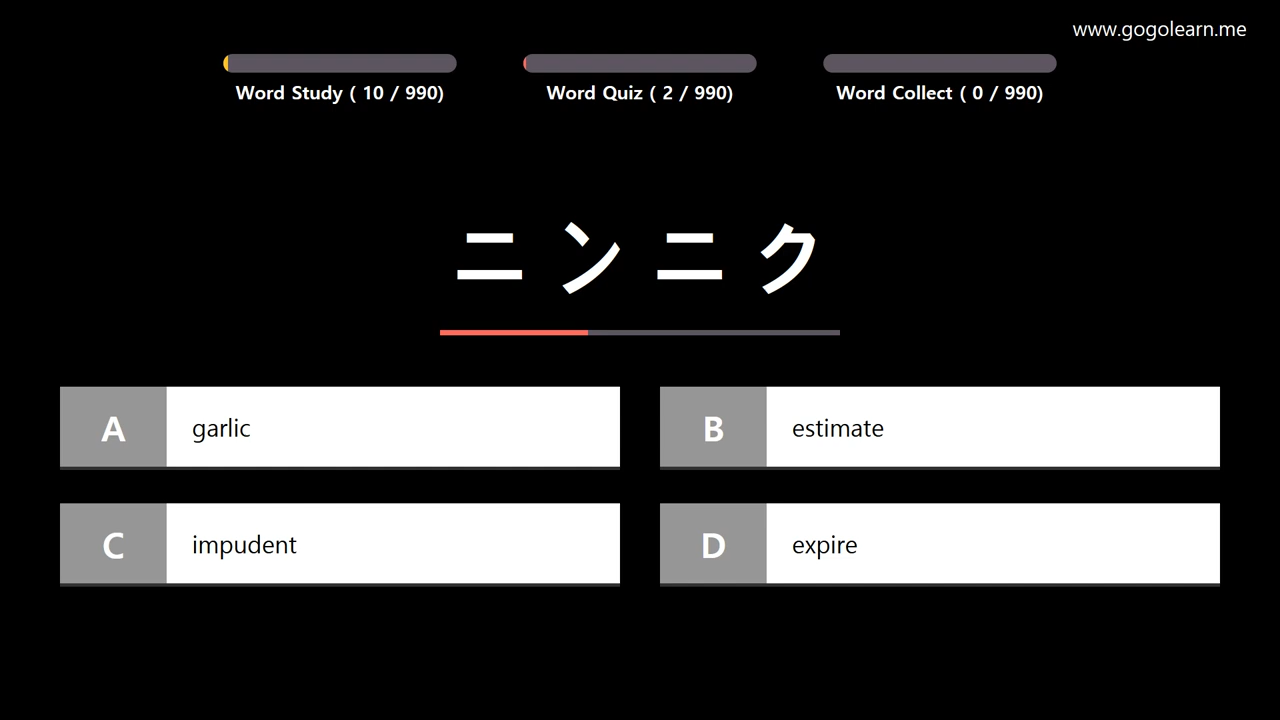 www.gogolearn.me
Word Study ( 10 / 990)
Word Quiz ( 2 / 990)
Word Collect ( 0 / 990)
ニンニク
A garlic
B estimate
C impudent
D expire